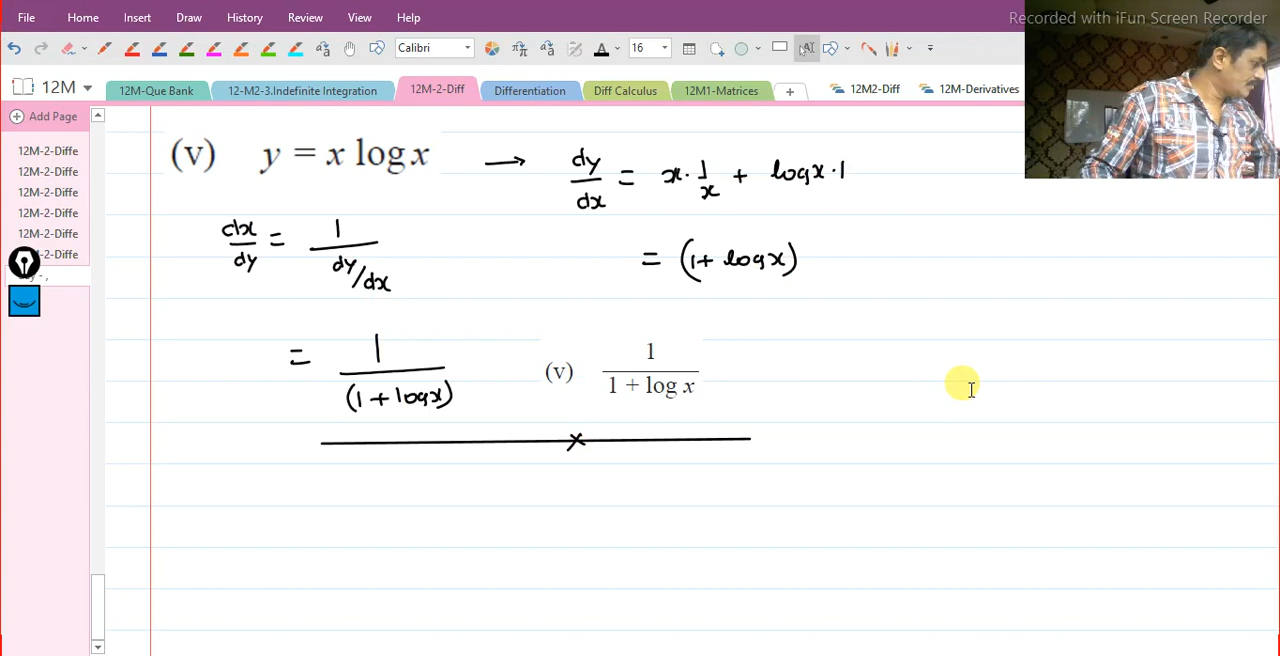 File Home Insert Draw History Review View Help
Recorded with iFun Screen Recorder
Calibri 16
12M 12M-Que Bank 12-M2-3.Indefinite Integration 12M-2-Diff Differentiation Diff Calculus 12M1-Matrices + 12M2-Diff 12M-Derivatives
Add Page
12M-2-Diffe
12M-2-Diffe
12M-2-Diffe
12M-2-Diffe
12M-2-Diffe
-2-Diffe
(v) y = x log x → dy/dx = x · 1/x + log x · 1
dx/dy = 1/(dy/dx)
= (1 + log x)
= 1/(1 + log x)
(v) 1/(1 + log x)